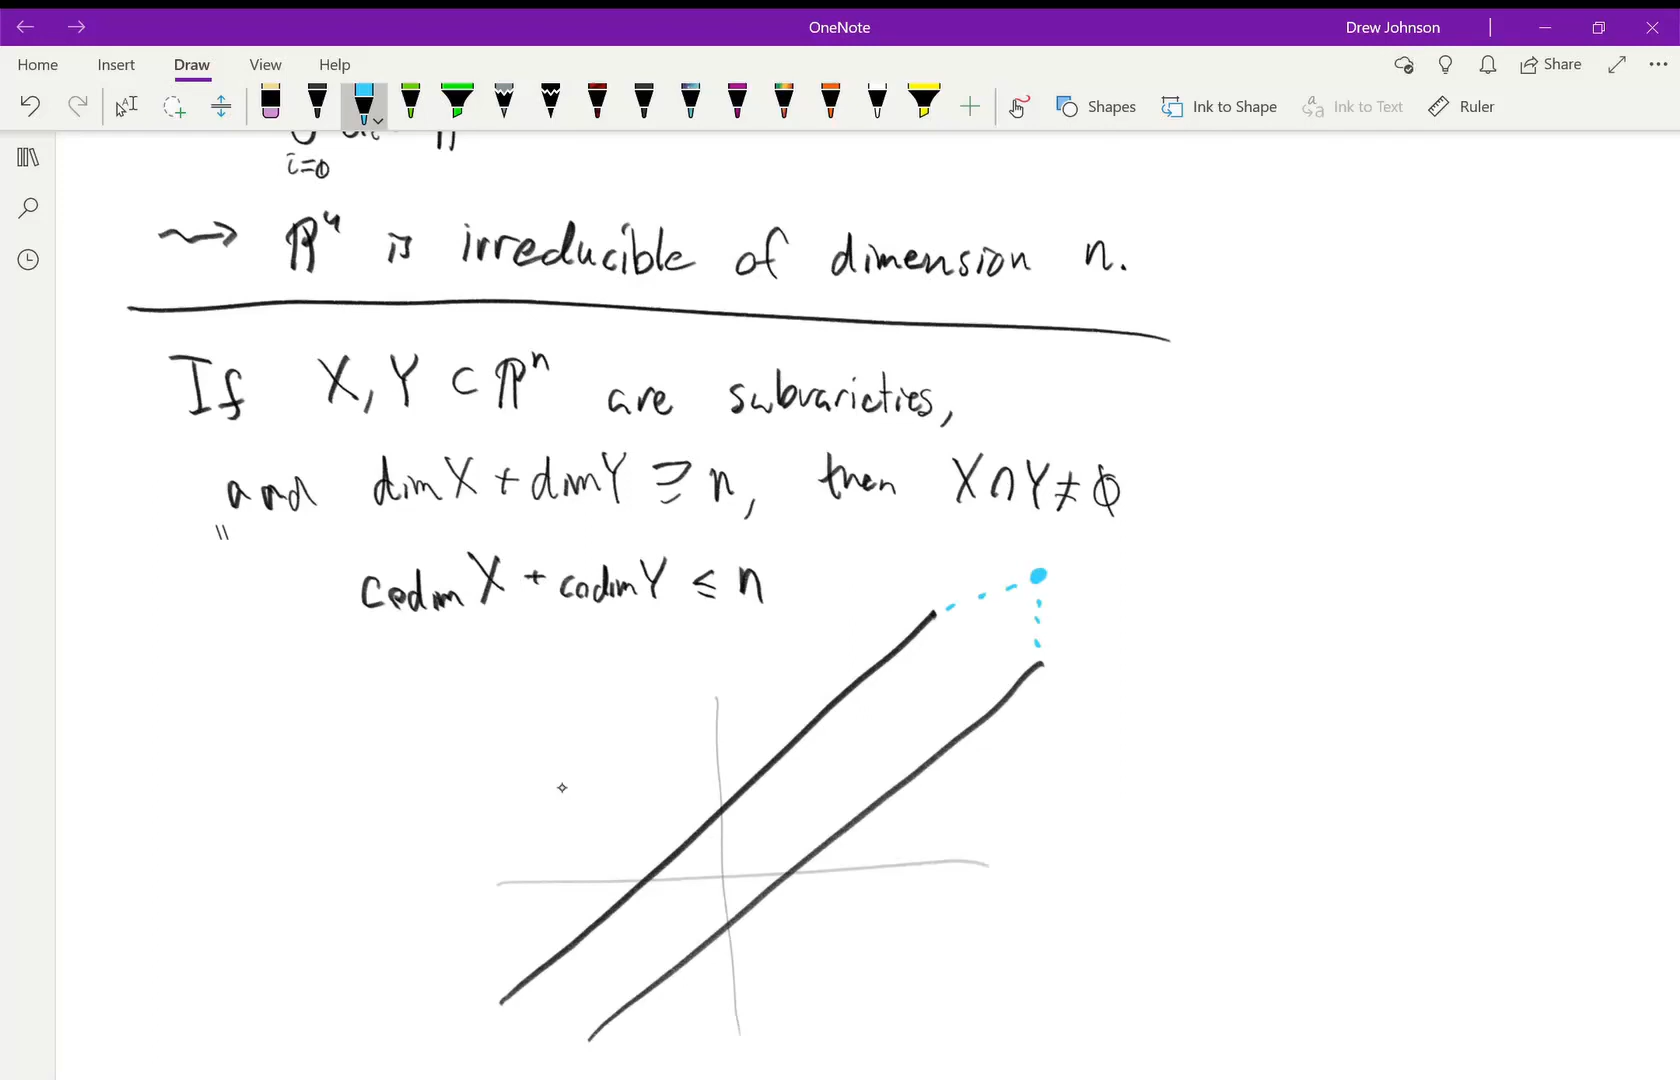 OneNote
Drew Johnson
Home Insert Draw View Help
Share
Shapes Ink to Shape Ink to Text Ruler
i=0
⇝ ℙⁿ is irreducible of dimension n.
If X, Y ⊂ ℙⁿ are subvarieties,
and dim X + dim Y ≥ n, then X ∩ Y ≠ ∅
"
codim X + codim Y ≤ n